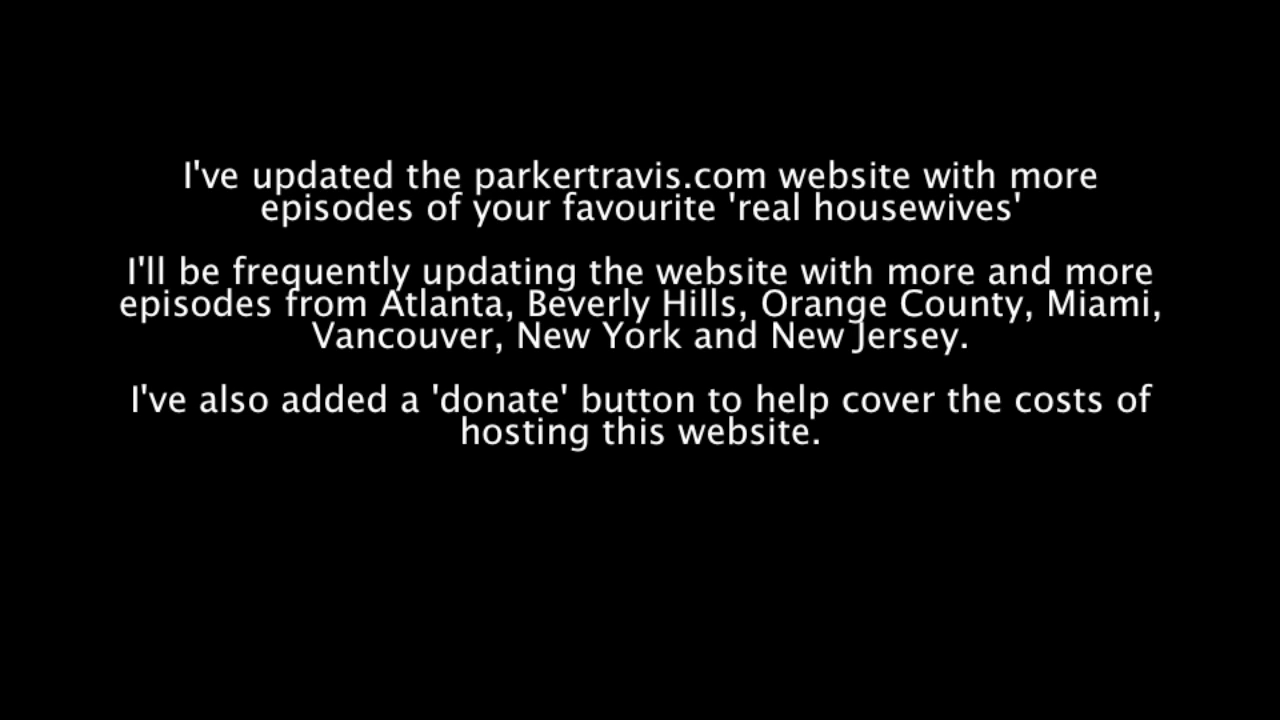 I've updated the parkertravis.com website with more
episodes of your favourite 'real housewives'
I'll be frequently updating the website with more and more
episodes from Atlanta, Beverly Hills, Orange County, Miami,
Vancouver, New York and New Jersey.
I've also added a 'donate' button to help cover the costs of
hosting this website.